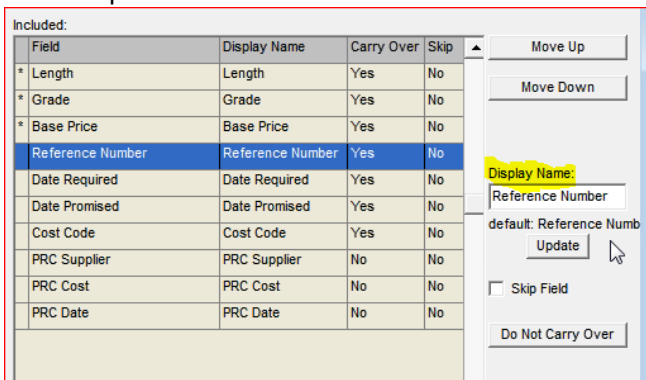 Included:
Field Display Name Carry Over Skip
* Length Length Yes No
* Grade Grade Yes No
* Base Price Base Price Yes No
Reference Number Reference Number Yes No
Date Required Date Required Yes No
Date Promised Date Promised Yes No
Cost Code Cost Code Yes No
PRC Supplier PRC Supplier No No
PRC Cost PRC Cost No No
PRC Date PRC Date No No
Move Up
Move Down
Display Name:
Reference Number
default: Reference Numb
Update
Skip Field
Do Not Carry Over